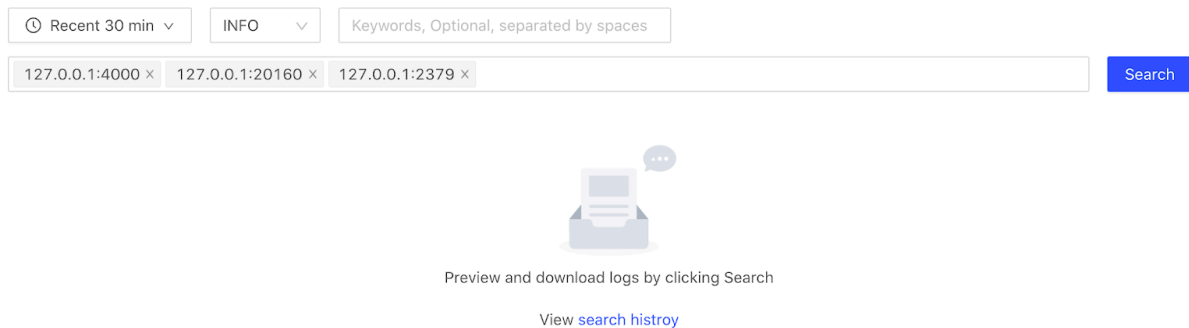 Recent 30 min INFO Keywords, Optional, separated by spaces
127.0.0.1:4000 × 127.0.0.1:20160 × 127.0.0.1:2379 × Search
Preview and download logs by clicking Search
View search histroy